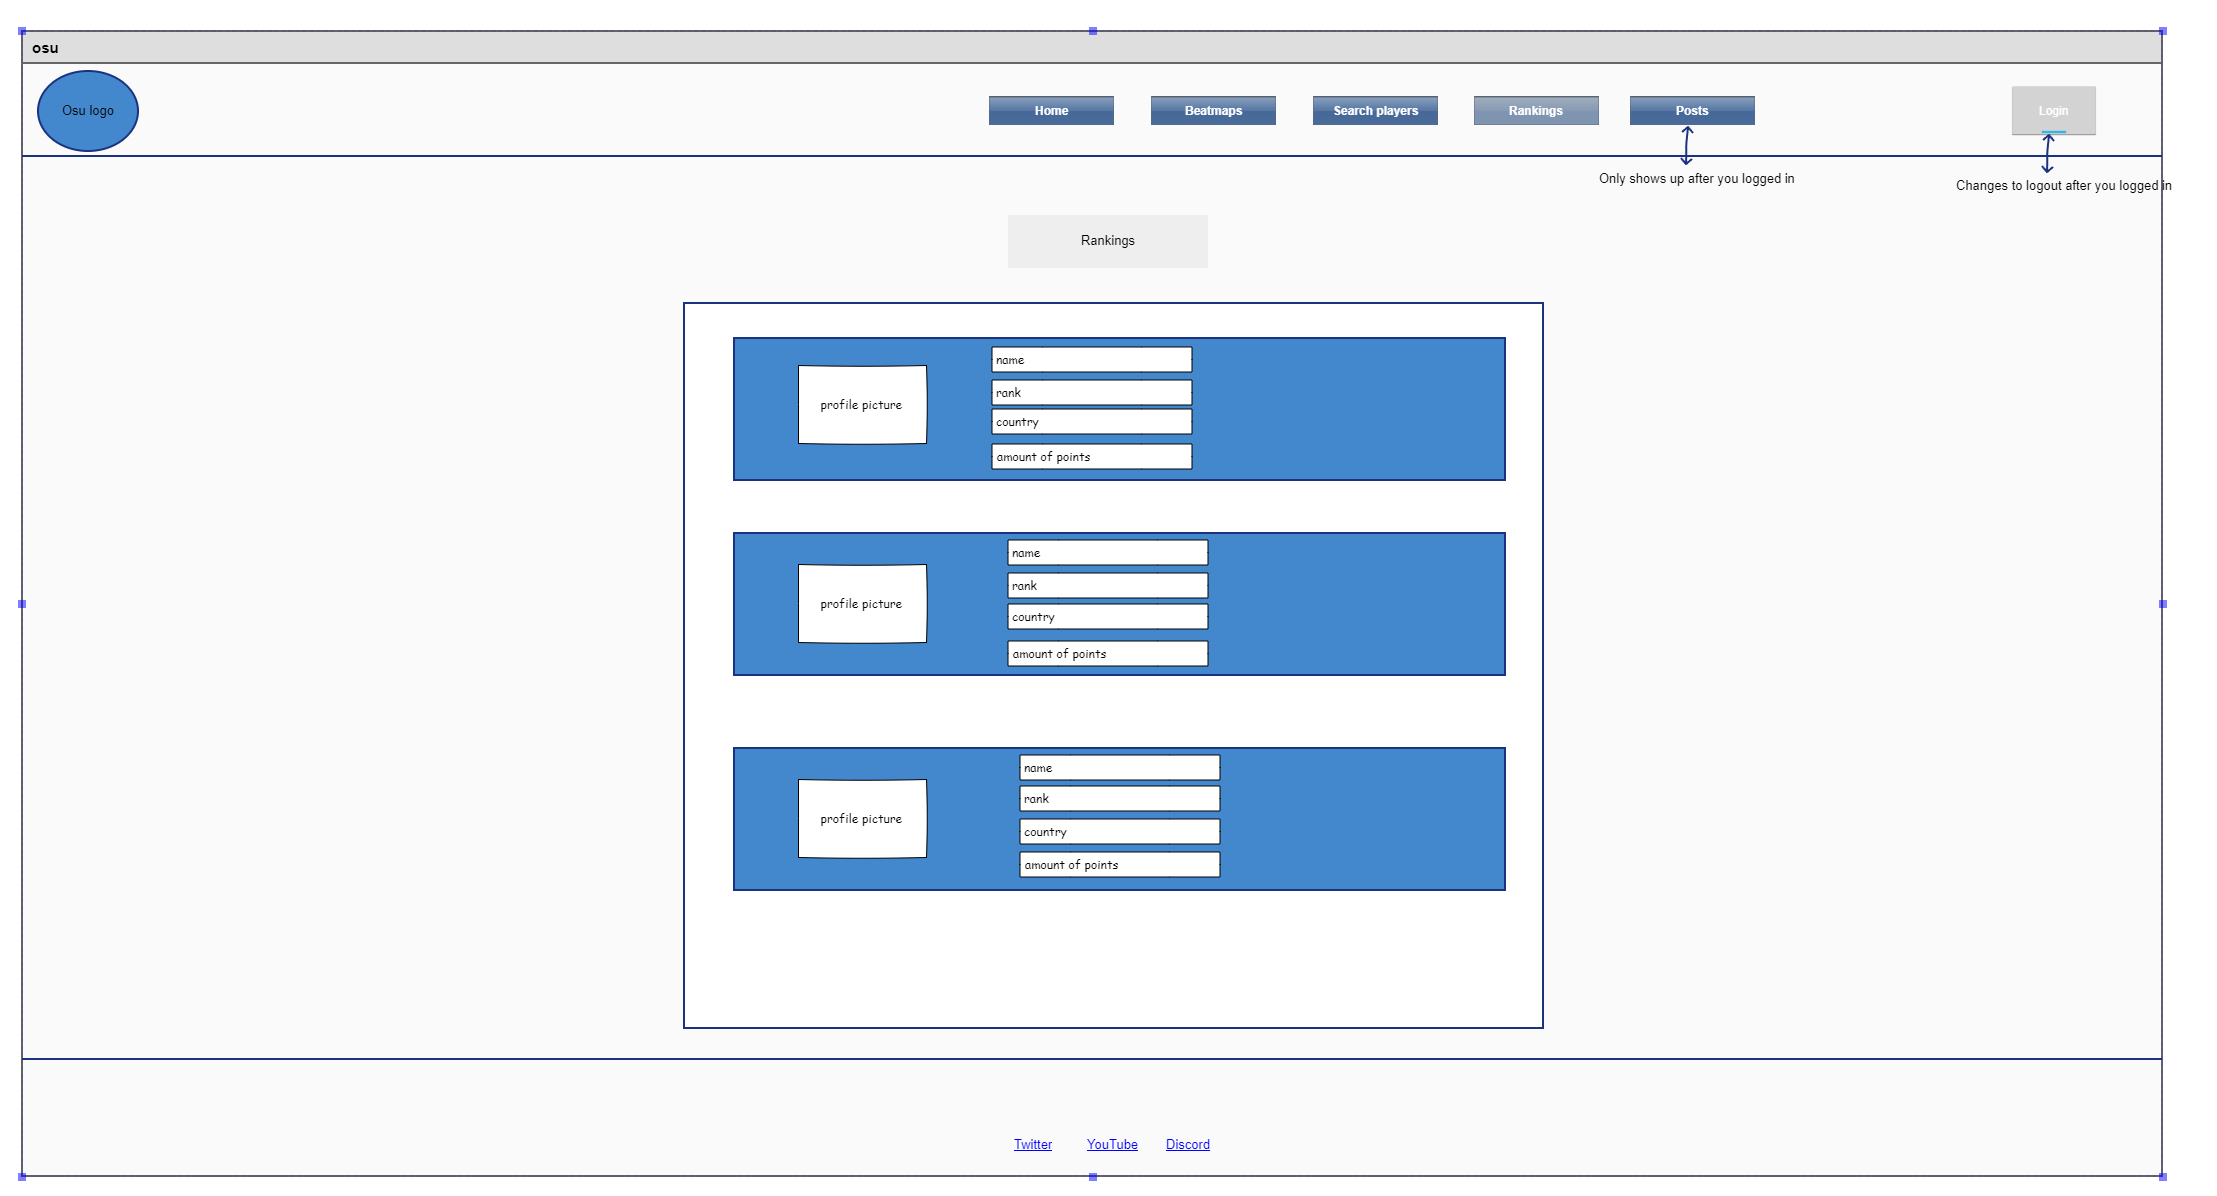 osu
Osu logo
Home
Beatmaps
Search players
Rankings
Posts
Login
Only shows up after you logged in
Changes to logout after you logged in
Rankings
profile picture
name
rank
country
amount of points
profile picture
name
rank
country
amount of points
profile picture
name
rank
country
amount of points
Twitter
YouTube
Discord